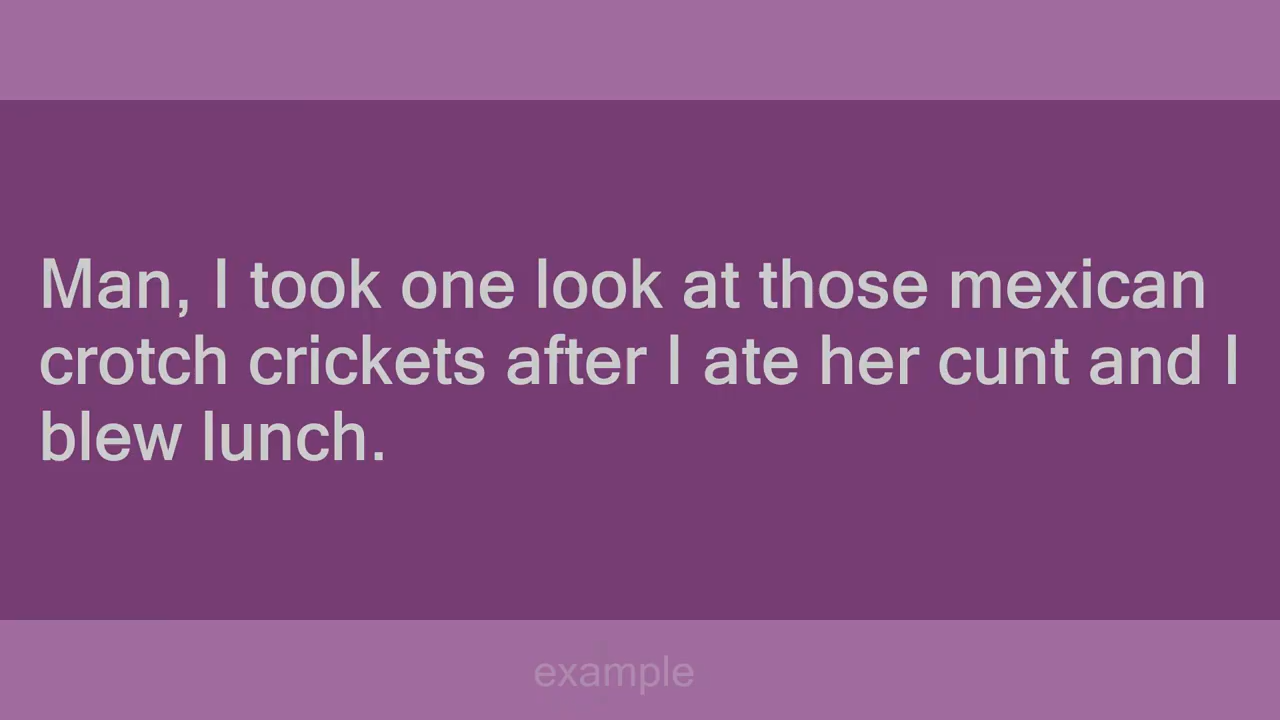 Man, I took one look at those mexican
crotch crickets after I ate her cunt and I
blew lunch.
example